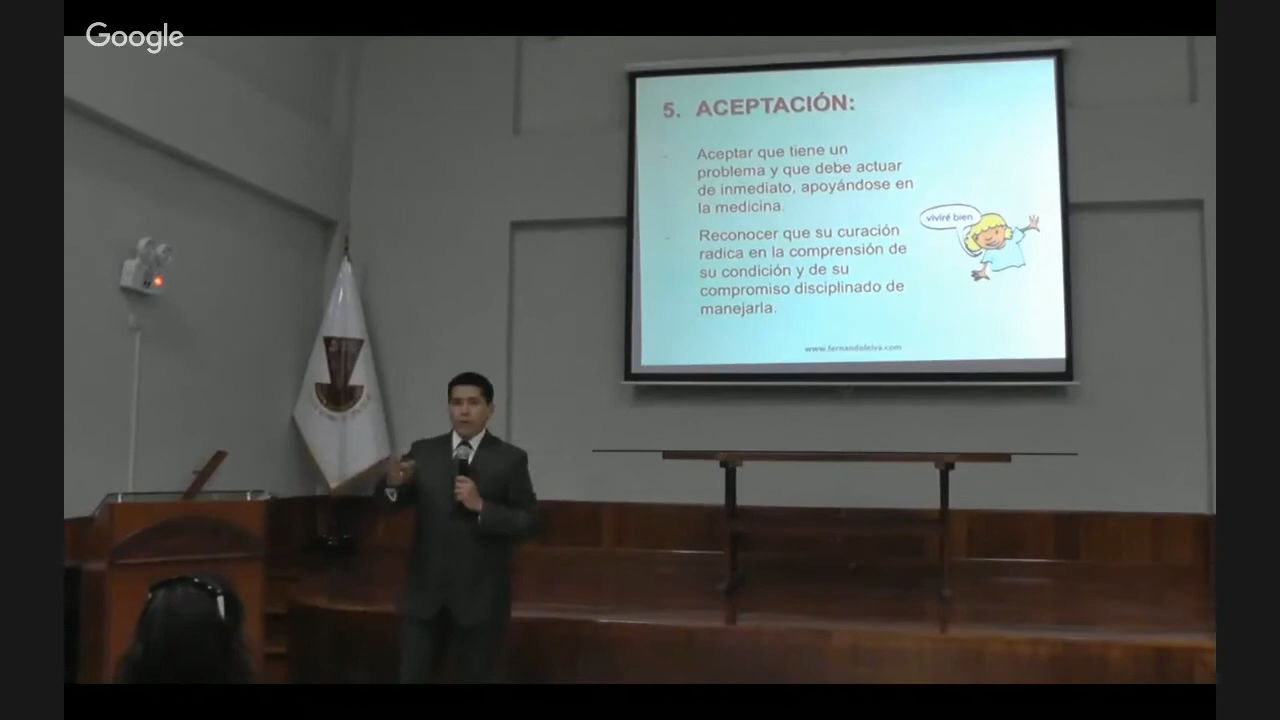 Google
5. ACEPTACIÓN:
- Aceptar que tiene un
problema y que debe actuar
de inmediato, apoyándose en
la medicina.
viviré bien
- Reconocer que su curación
radica en la comprensión de
su condición y de su
compromiso disciplinado de
manejarla.
www.fernandoleiva.com